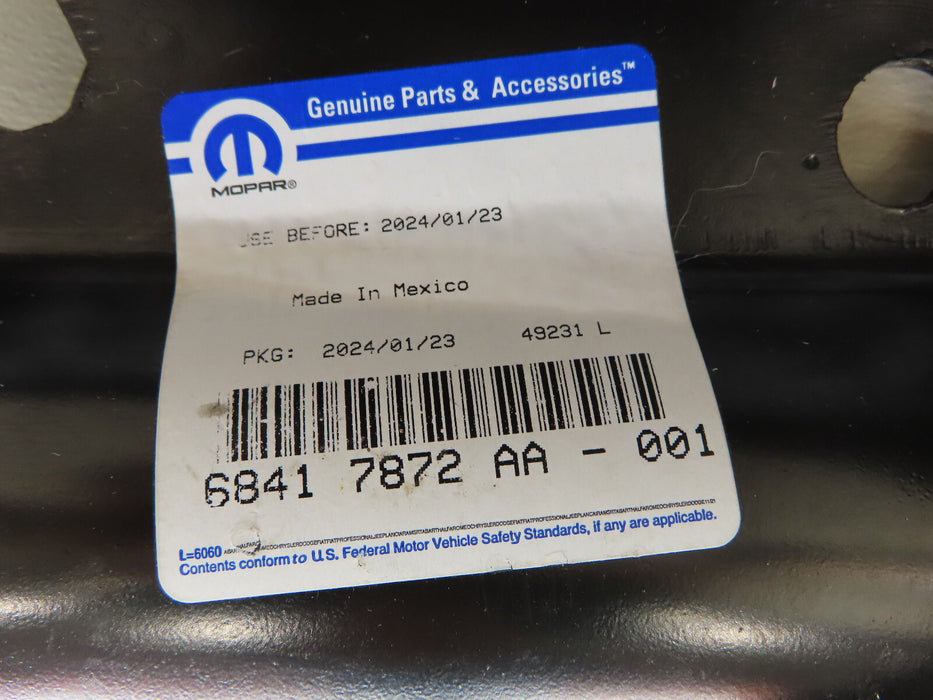 Genuine Parts & Accessories™
MOPAR®
USE BEFORE: 2024/01/23
Made In Mexico
PKG: 2024/01/23 49231 L
6841 7872 AA - 001
L=6060
Contents conform to U.S. Federal Motor Vehicle Safety Standards, if any are applicable.